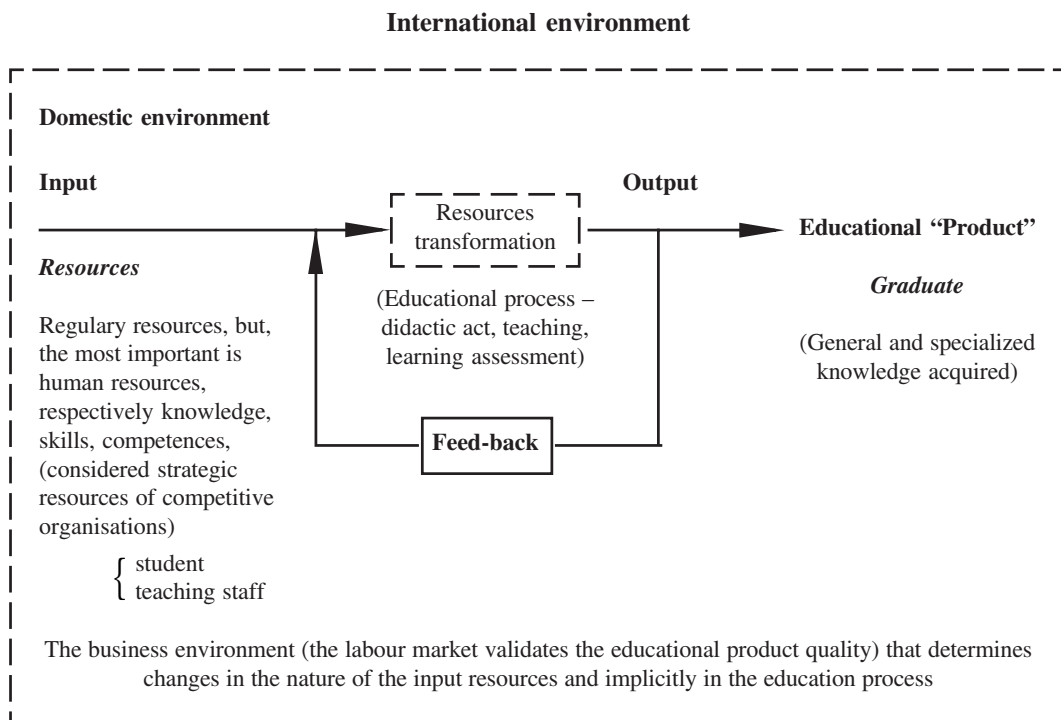 International environment
Domestic environment
Input
Output
Resources
transformation
Educational “Product”
Resources
Graduate
(Educational process –
didactic act, teaching,
learning assessment)
(General and specialized
knowledge acquired)
Regulary resources, but,
the most important is
human resources,
respectively knowledge,
skills, competences,
(considered strategic
resources of competitive
organisations)
Feed-back
student
teaching staff
The business environment (the labour market validates the educational product quality) that determines
changes in the nature of the input resources and implicitly in the education process